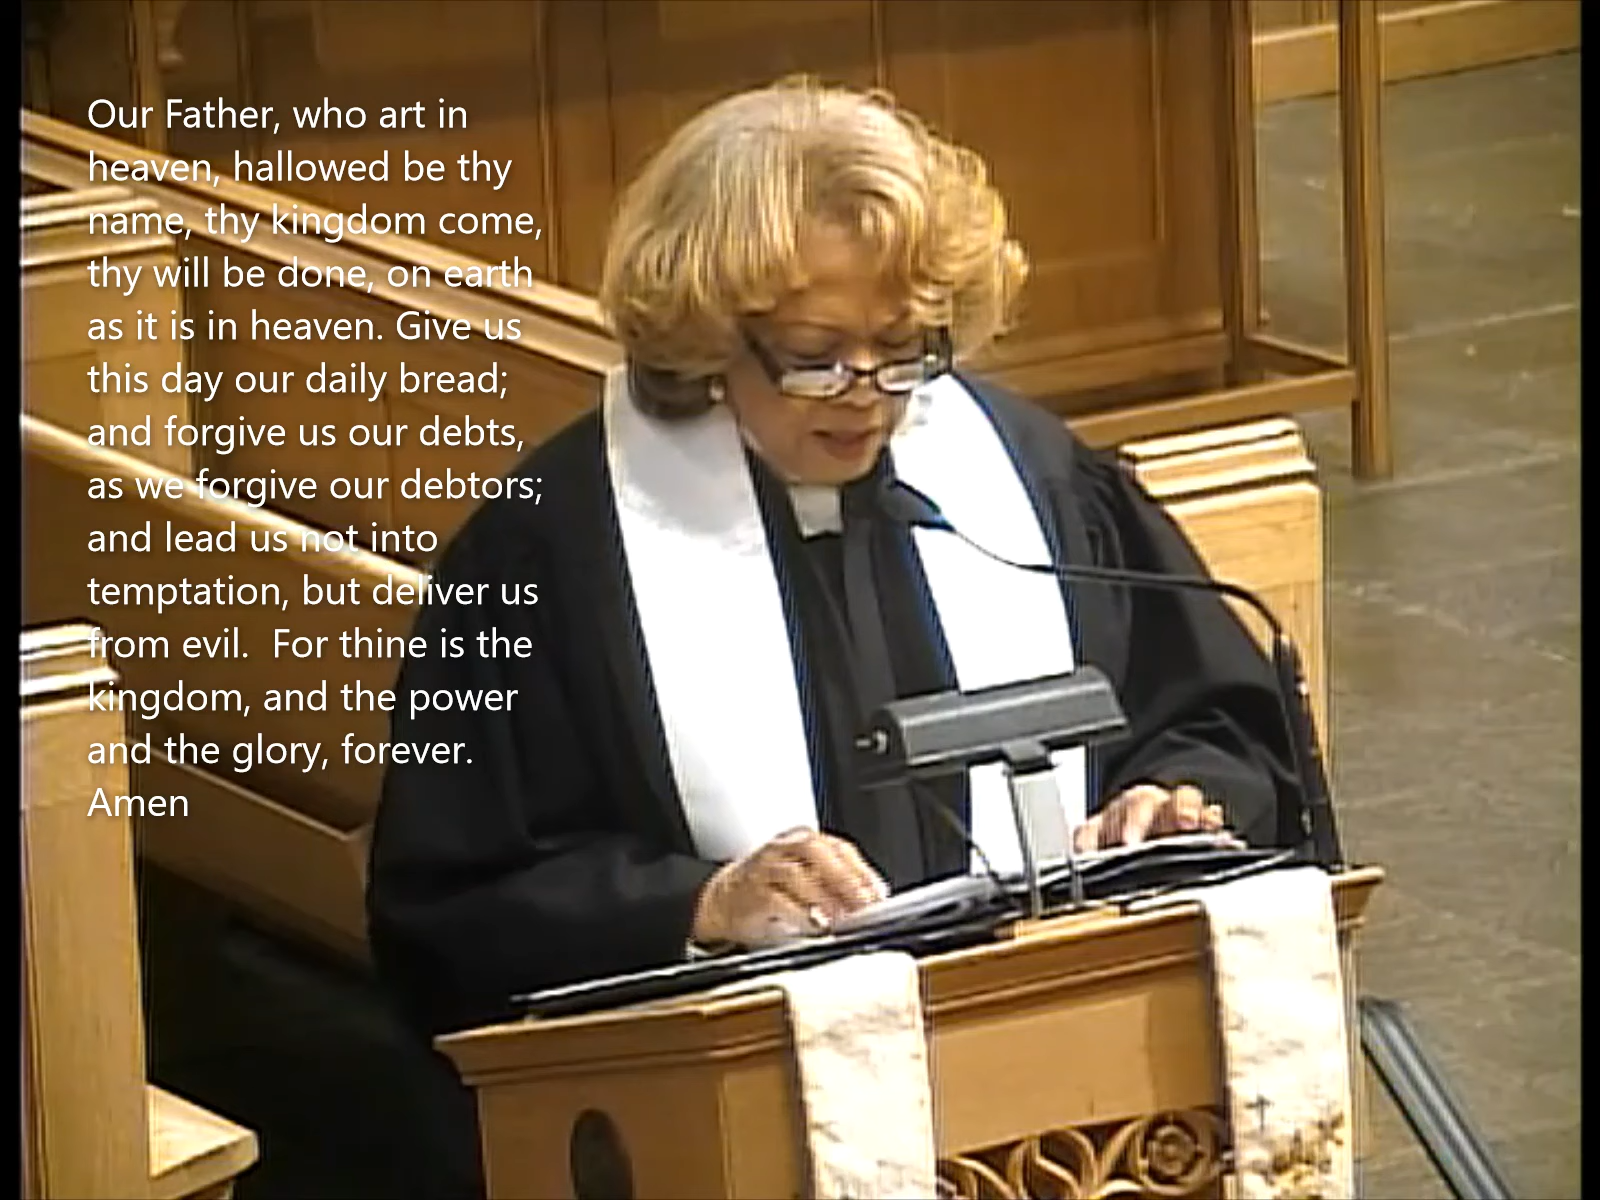 Our Father, who art in
heaven, hallowed be thy
name, thy kingdom come,
thy will be done, on earth
as it is in heaven. Give us
this day our daily bread;
and forgive us our debts,
as we forgive our debtors;
and lead us not into
temptation, but deliver us
from evil.  For thine is the
kingdom, and the power
and the glory, forever.
Amen